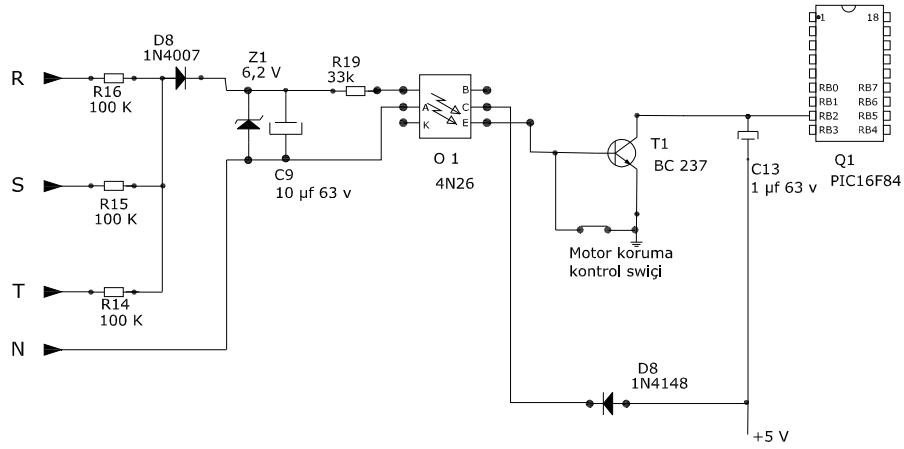 R
R16
100 K
D8
1N4007
Z1
6,2 V
R19
33k
A
K
B
C
E
O 1
4N26
C9
10 µf 63 v
S
R15
100 K
T
R14
100 K
N
T1
BC 237
Motor koruma
kontrol swiçi
C13
1 µf 63 v
1
18
RB0
RB7
RB1
RB6
RB2
RB5
RB3
RB4
Q1
PIC16F84
D8
1N4148
+5 V